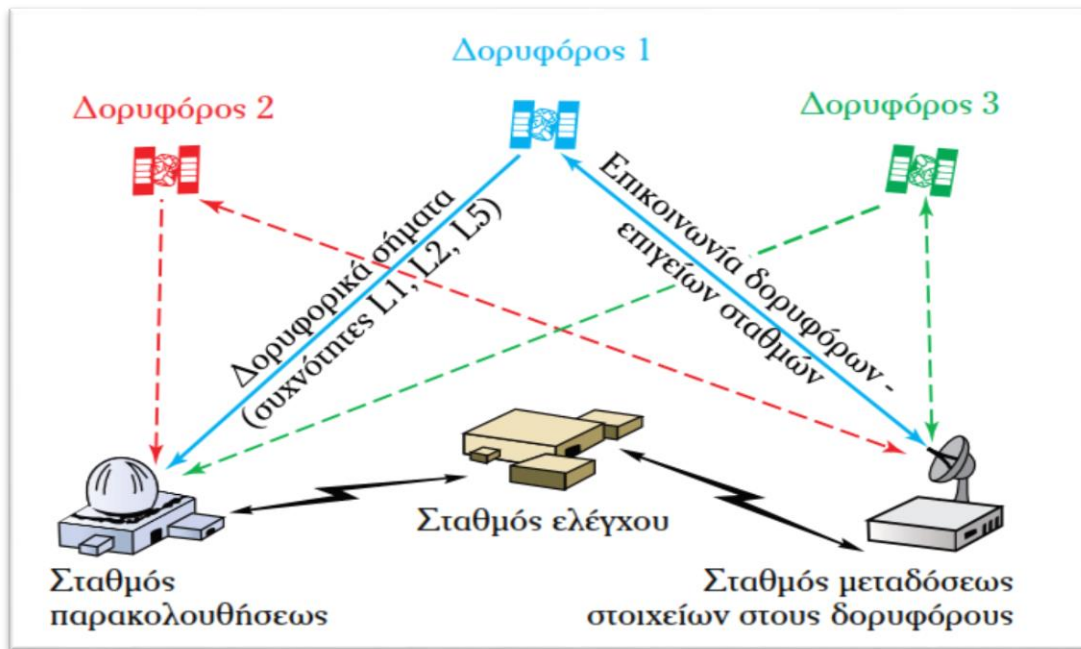 Δορυφόρος 1
Δορυφόρος 2
Δορυφόρος 3
Δορυφορικά σήματα
(συχνότητες L1, L2, L5)
Επικοινωνία δορυφόρων -
επιγείων σταθμών
Σταθμός ελέγχου
Σταθμός
παρακολουθήσεως
Σταθμός μεταδόσεως
στοιχείων στους δορυφόρους